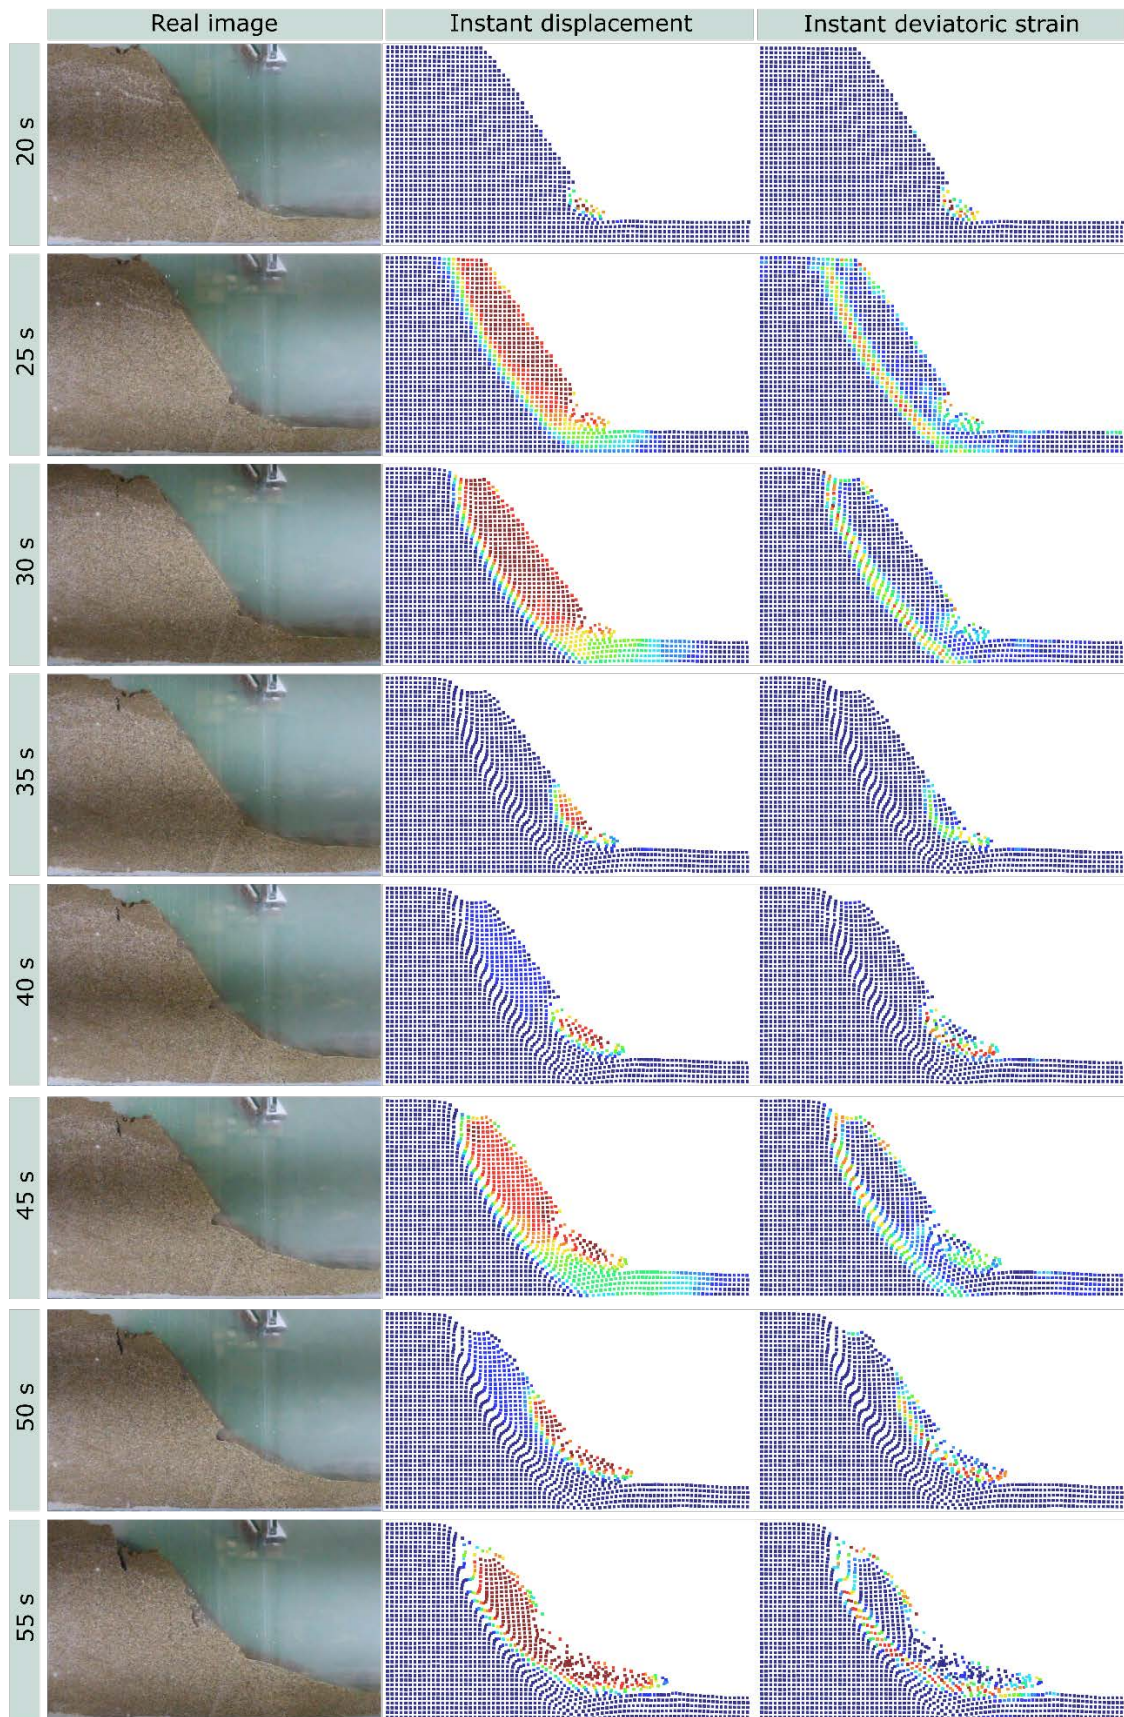 Real image
Instant displacement
Instant deviatoric strain
20 s
25 s
30 s
35 s
40 s
45 s
50 s
55 s